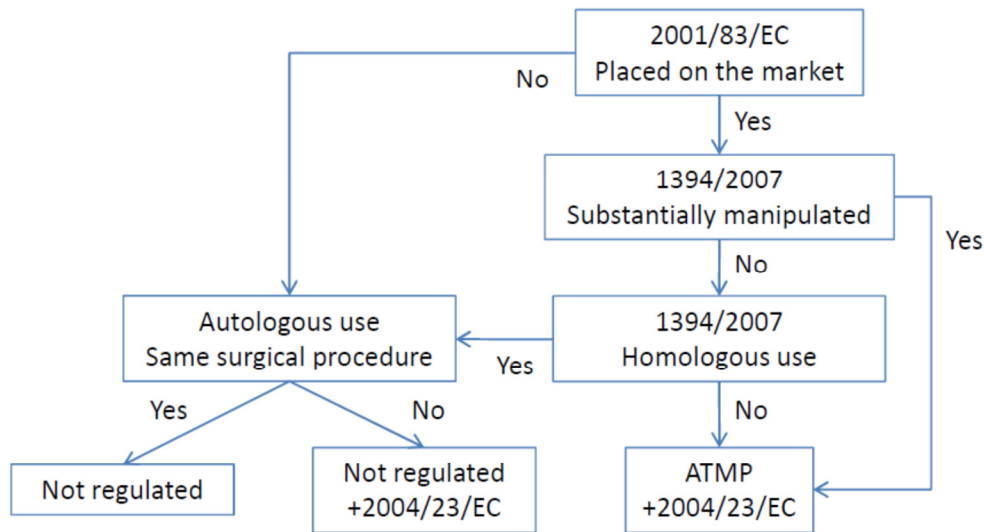 2001/83/EC
Placed on the market
No
Yes
1394/2007
Substantially manipulated
Yes
No
Autologous use
Same surgical procedure
Yes
1394/2007
Homologous use
Yes
No
No
Not regulated
Not regulated
+2004/23/EC
ATMP
+2004/23/EC